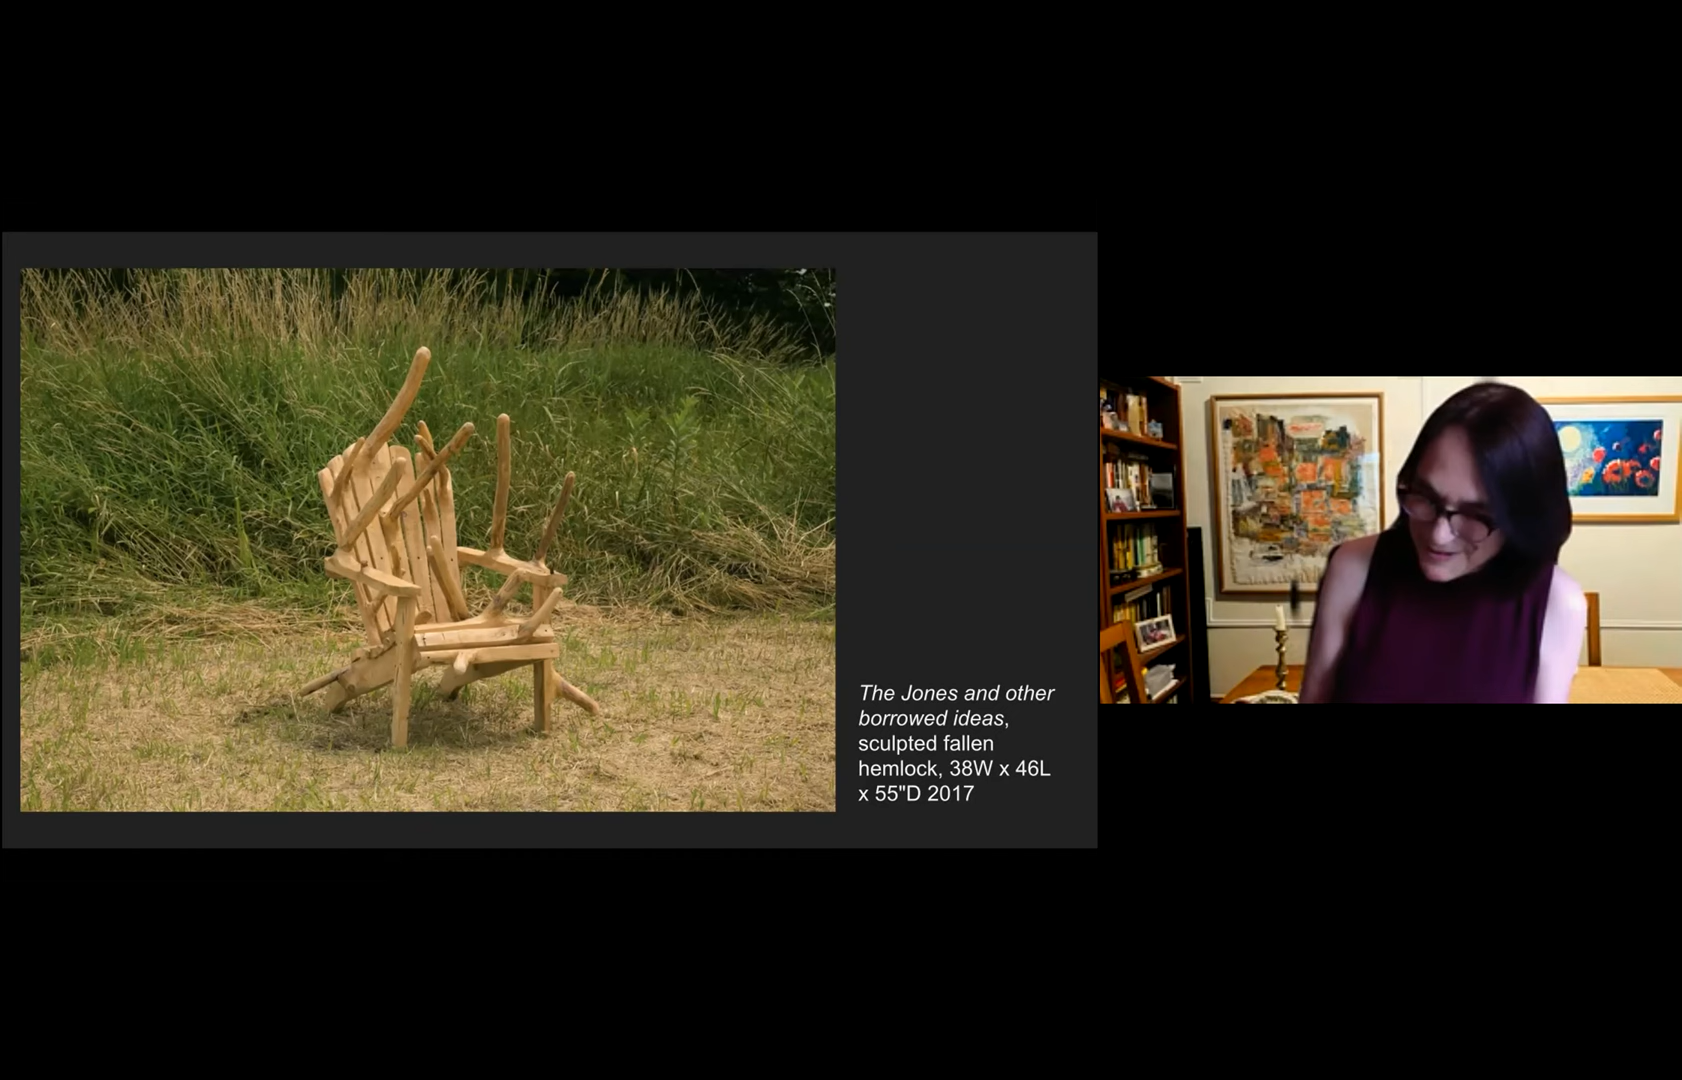 The Jones and other
borrowed ideas,
sculpted fallen
hemlock, 38W x 46L
x 55"D 2017